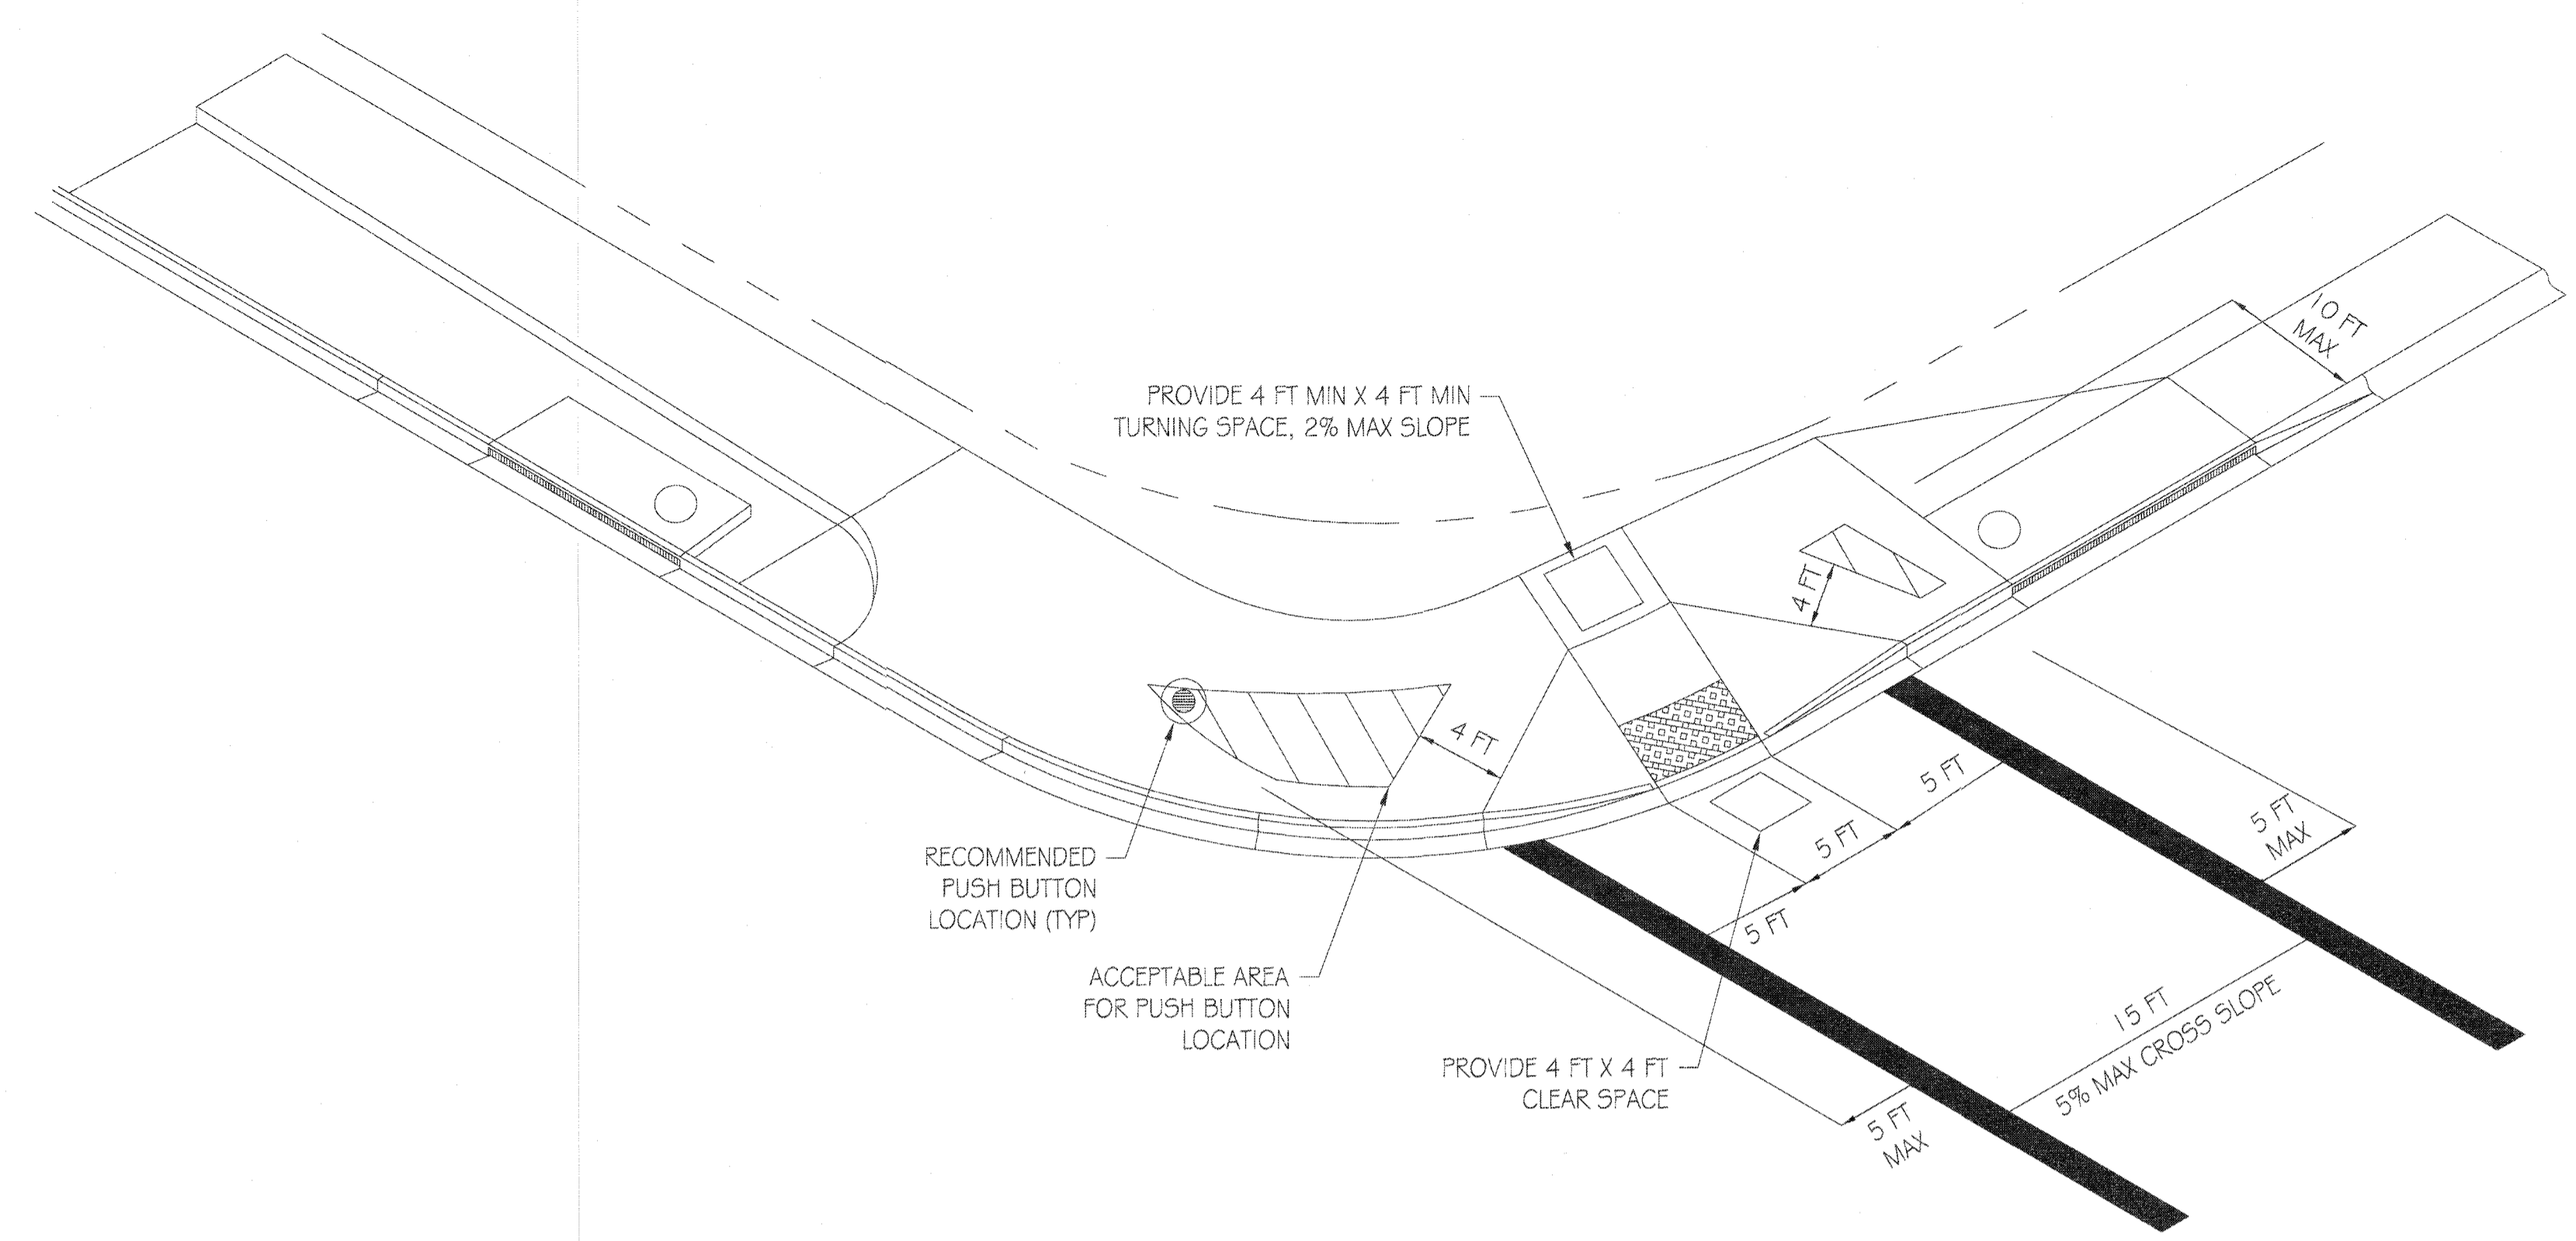 10 FT
MAX
PROVIDE 4 FT MIN X 4 FT MIN
TURNING SPACE, 2% MAX SLOPE
4 FT
4 FT
RECOMMENDED
PUSH BUTTON
LOCATION (TYP)
ACCEPTABLE AREA
FOR PUSH BUTTON
LOCATION
5 FT
5 FT
5 FT
5 FT
MAX
PROVIDE 4 FT X 4 FT
CLEAR SPACE
15 FT
5% MAX CROSS SLOPE
5 FT
MAX